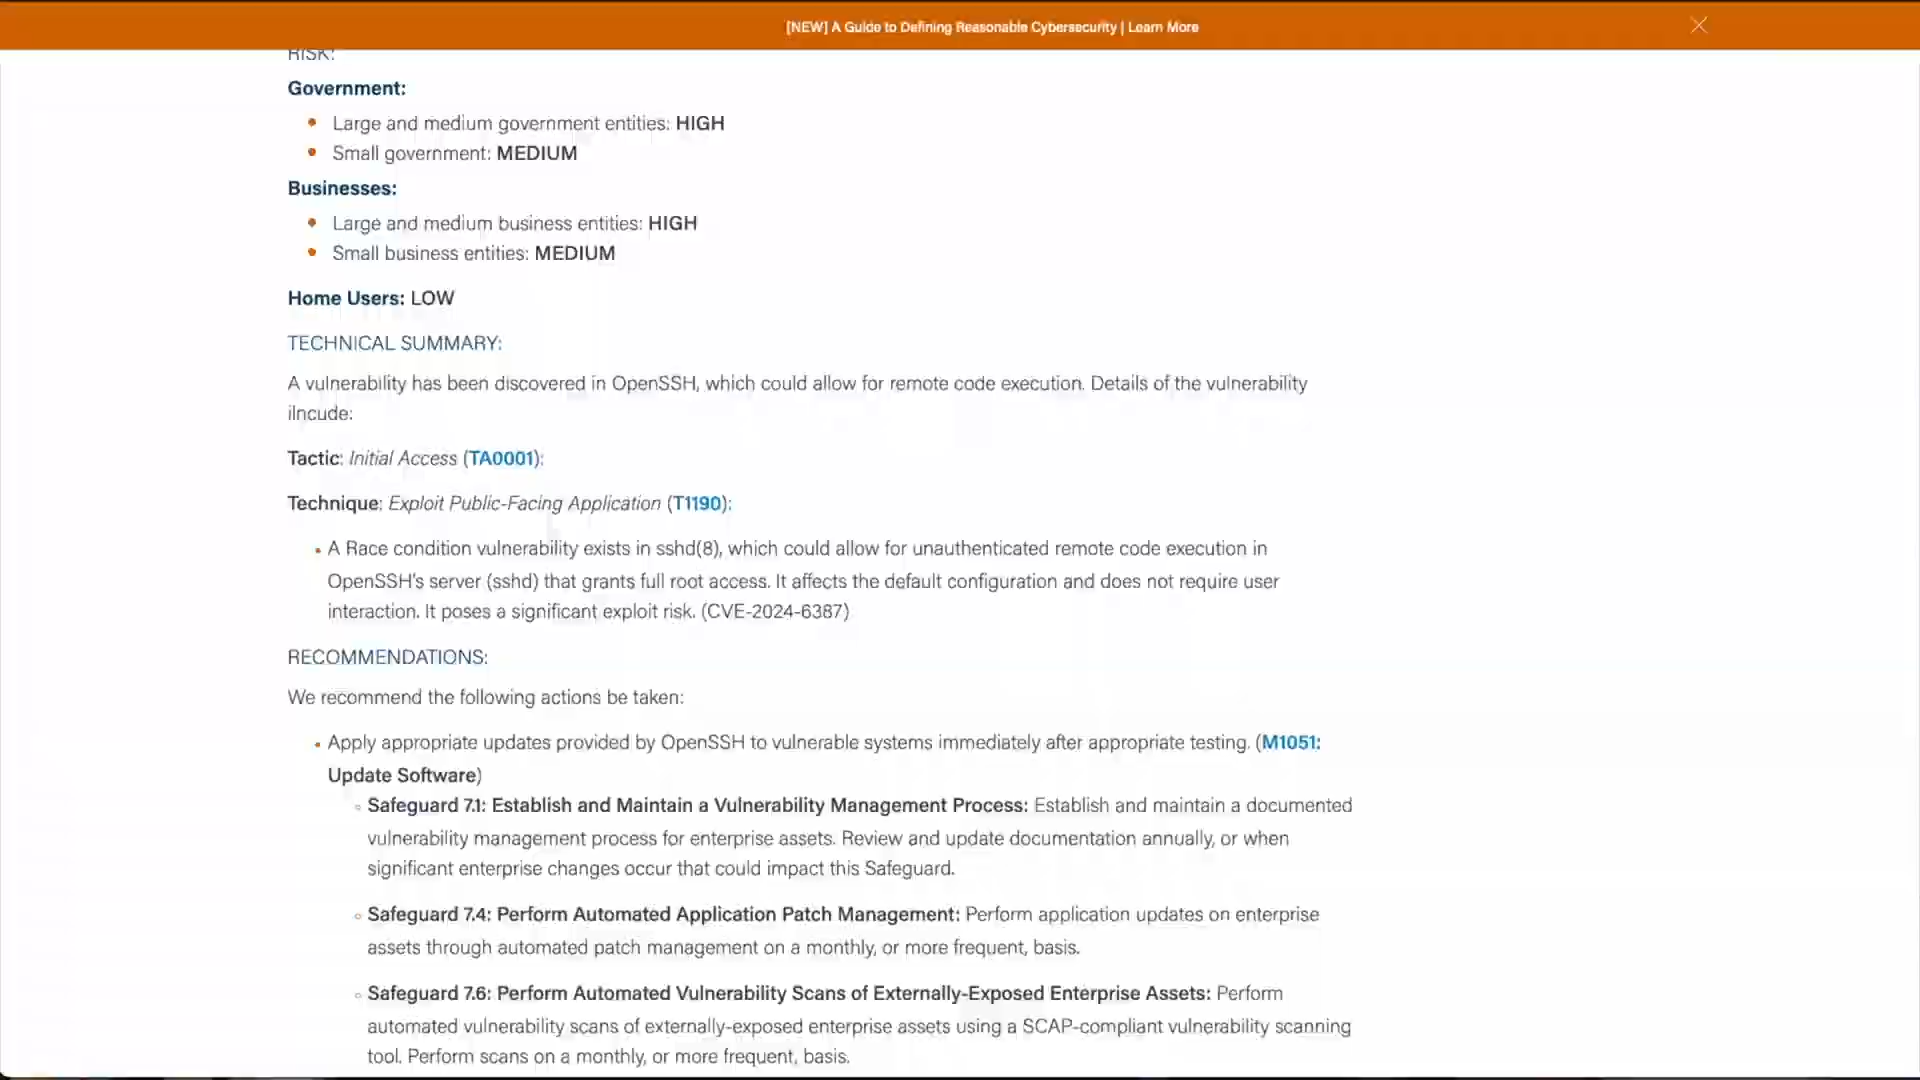 [NEW] A Guide to Defining Reasonable Cybersecurity | Learn More
RISK:
Government:
Large and medium government entities: HIGH
Small government: MEDIUM
Businesses:
Large and medium business entities: HIGH
Small business entities: MEDIUM
Home Users: LOW
TECHNICAL SUMMARY:
A vulnerability has been discovered in OpenSSH, which could allow for remote code execution. Details of the vulnerability
ilncude:
Tactic: Initial Access (TA0001):
Technique: Exploit Public-Facing Application (T1190):
A Race condition vulnerability exists in sshd(8), which could allow for unauthenticated remote code execution in
OpenSSH's server (sshd) that grants full root access. It affects the default configuration and does not require user
interaction. It poses a significant exploit risk. (CVE-2024-6387)
RECOMMENDATIONS:
We recommend the following actions be taken:
Apply appropriate updates provided by OpenSSH to vulnerable systems immediately after appropriate testing. (M1051:
Update Software)
Safeguard 7.1: Establish and Maintain a Vulnerability Management Process: Establish and maintain a documented
vulnerability management process for enterprise assets. Review and update documentation annually, or when
significant enterprise changes occur that could impact this Safeguard.
Safeguard 7.4: Perform Automated Application Patch Management: Perform application updates on enterprise
assets through automated patch management on a monthly, or more frequent, basis.
Safeguard 7.6: Perform Automated Vulnerability Scans of Externally-Exposed Enterprise Assets: Perform
automated vulnerability scans of externally-exposed enterprise assets using a SCAP-compliant vulnerability scanning
tool. Perform scans on a monthly, or more frequent, basis.